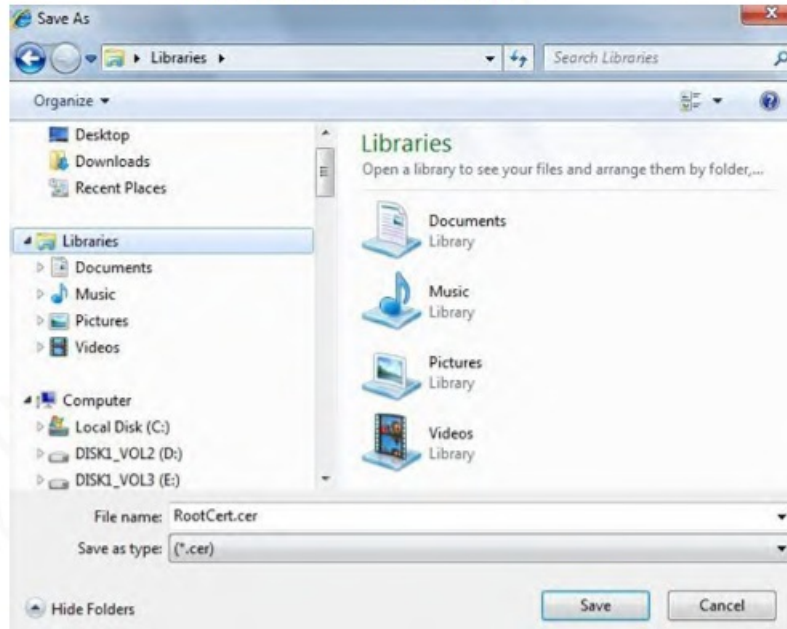 Save As
Libraries
Search Libraries
Organize
Desktop
Downloads
Recent Places
Libraries
Documents
Music
Pictures
Videos
Computer
Local Disk (C:)
DISK1_VOL2 (D:)
DISK1_VOL3 (E:)
Libraries
Open a library to see your files and arrange them by folder,...
Documents
Library
Music
Library
Pictures
Library
Videos
Library
File name: RootCert.cer
Save as type: (*.cer)
Hide Folders
Save
Cancel